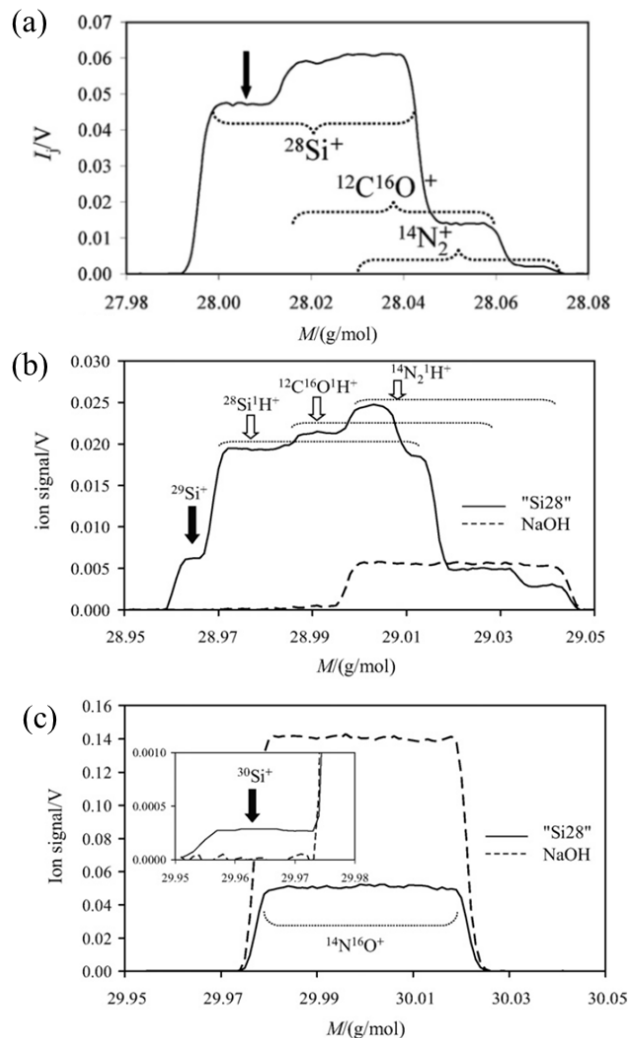 (a)
0.07
0.06
0.05
0.04
0.03
0.02
0.01
0.00
Ij/V
28Si+
12C16O +
14N2+
27.98 28.00 28.02 28.04 28.06 28.08
M/(g/mol)
(b)
0.030
0.025
0.020
0.015
0.010
0.005
0.000
ion signal/V
14N21H+
12C16O1H+
28Si1H+
29Si+
"Si28"
NaOH
28.95 28.97 28.99 29.01 29.03 29.05
M/(g/mol)
(c)
0.16
0.14
0.12
0.10
0.08
0.06
0.04
0.02
0.00
Ion signal/V
0.0010
0.0005
0.0000
30Si+
29.95 29.96 29.97 29.98
"Si28"
NaOH
14N16O+
29.95 29.97 29.99 30.01 30.03 30.05
M/(g/mol)